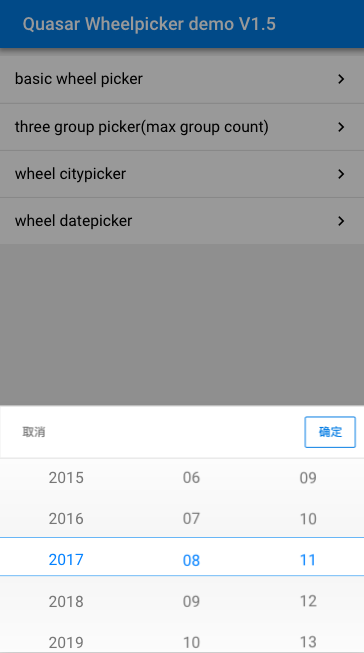 Quasar Wheelpicker demo V1.5
basic wheel picker
three group picker(max group count)
wheel citypicker
wheel datepicker
取消 确定
2015 06 09
2016 07 10
2017 08 11
2018 09 12
2019 10 13